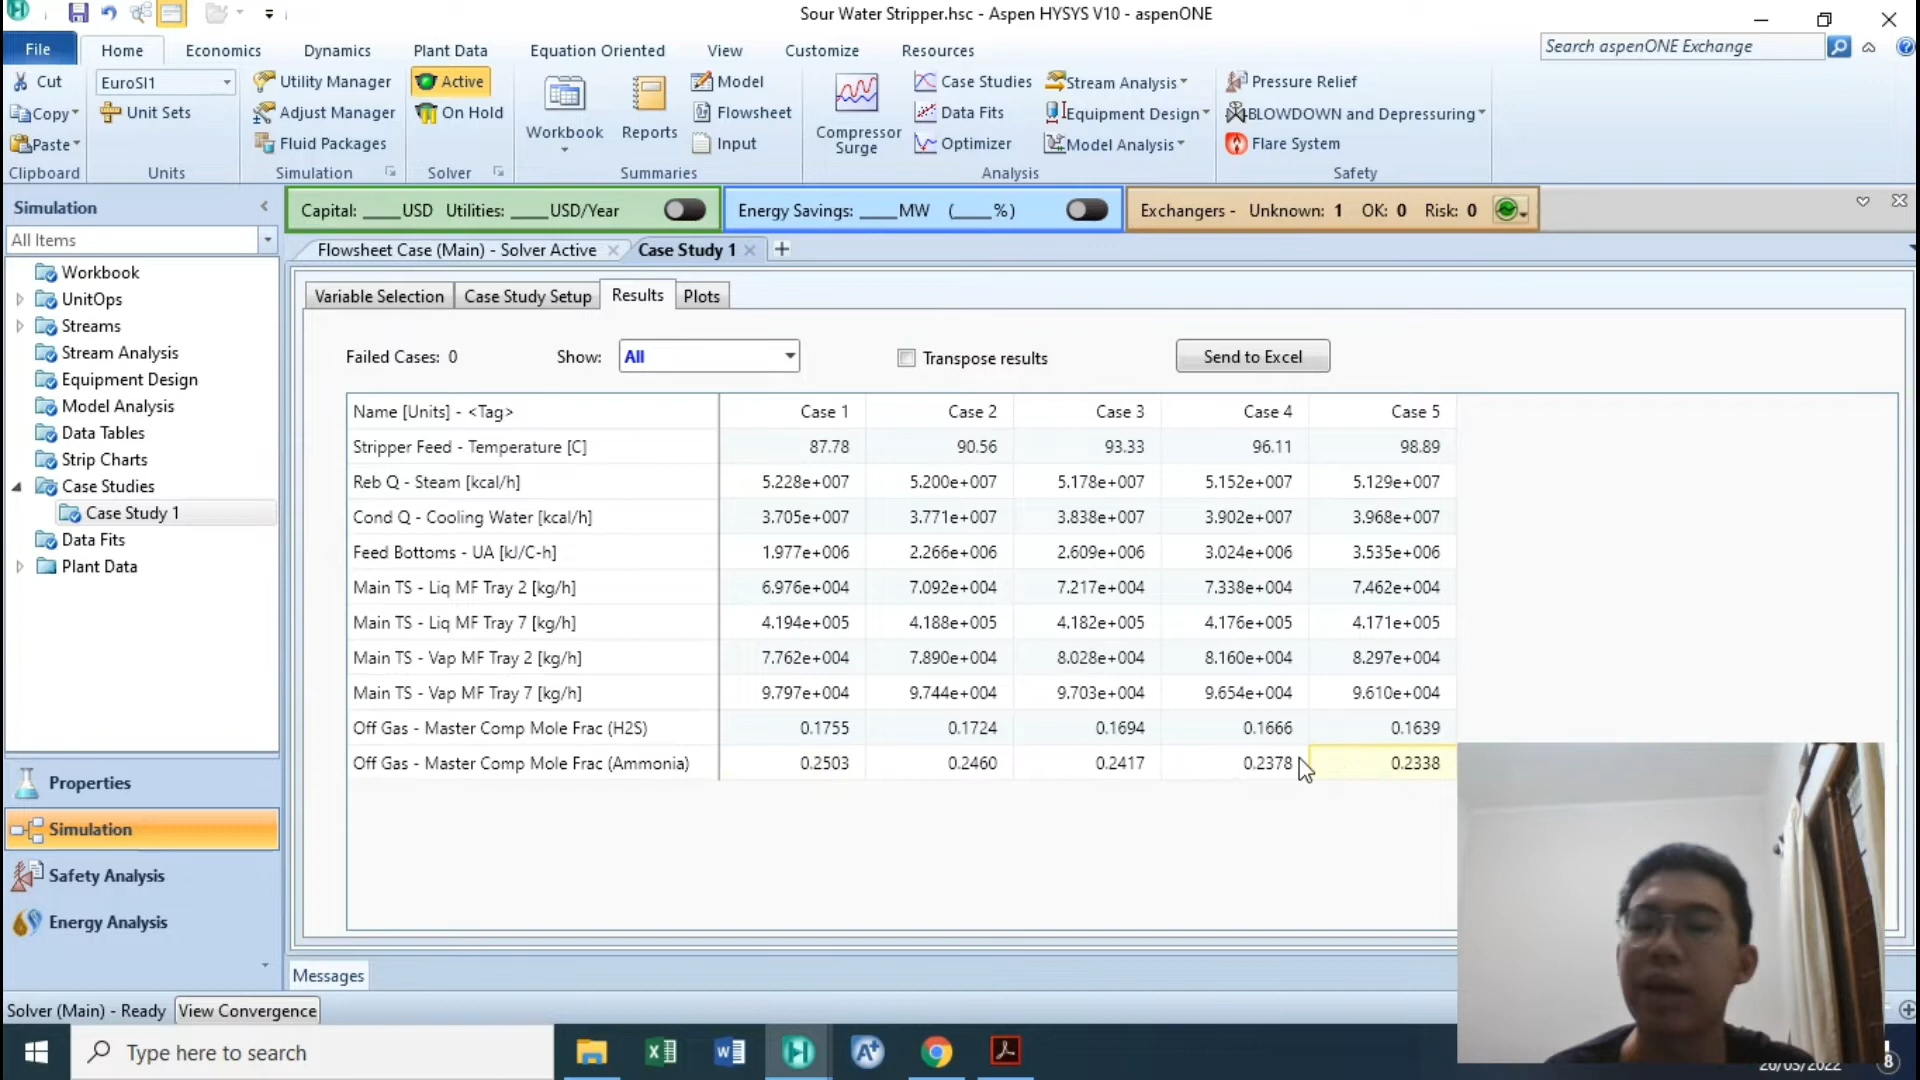 Sour Water Stripper.hsc - Aspen HYSYS V10 - aspenONE
File Home Economics Dynamics Plant Data Equation Oriented View Customize Resources
Search aspenONE Exchange
Cut
Copy
Paste
Clipboard
EuroSI1
Unit Sets
Units
Utility Manager
Adjust Manager
Fluid Packages
Simulation
Active
On Hold
Solver
Workbook
Reports
Model
Flowsheet
Input
Summaries
Compressor
Surge
Case Studies
Data Fits
Optimizer
Stream Analysis
Equipment Design
Model Analysis
Analysis
Pressure Relief
BLOWDOWN and Depressuring
Flare System
Safety
Simulation
All Items
Workbook
UnitOps
Streams
Stream Analysis
Equipment Design
Model Analysis
Data Tables
Strip Charts
Case Studies
Case Study 1
Data Fits
Plant Data
Properties
Simulation
Safety Analysis
Energy Analysis
Capital: ____USD Utilities: ____USD/Year
Energy Savings: ____MW (____%)
Exchangers - Unknown: 1 OK: 0 Risk: 0
Flowsheet Case (Main) - Solver Active
Case Study 1
Variable Selection Case Study Setup Results Plots
Failed Cases: 0 Show: All Transpose results Send to Excel
Name [Units] - <Tag> Case 1 Case 2 Case 3 Case 4 Case 5
Stripper Feed - Temperature [C] 87.78 90.56 93.33 96.11 98.89
Reb Q - Steam [kcal/h] 5.228e+007 5.200e+007 5.178e+007 5.152e+007 5.129e+007
Cond Q - Cooling Water [kcal/h] 3.705e+007 3.771e+007 3.838e+007 3.902e+007 3.968e+007
Feed Bottoms - UA [kJ/C-h] 1.977e+006 2.266e+006 2.609e+006 3.024e+006 3.535e+006
Main TS - Liq MF Tray 2 [kg/h] 6.976e+004 7.092e+004 7.217e+004 7.338e+004 7.462e+004
Main TS - Liq MF Tray 7 [kg/h] 4.194e+005 4.188e+005 4.182e+005 4.176e+005 4.171e+005
Main TS - Vap MF Tray 2 [kg/h] 7.762e+004 7.890e+004 8.028e+004 8.160e+004 8.297e+004
Main TS - Vap MF Tray 7 [kg/h] 9.797e+004 9.744e+004 9.703e+004 9.654e+004 9.610e+004
Off Gas - Master Comp Mole Frac (H2S) 0.1755 0.1724 0.1694 0.1666 0.1639
Off Gas - Master Comp Mole Frac (Ammonia) 0.2503 0.2460 0.2417 0.2378 0.2338
Messages
Solver (Main) - Ready View Convergence
Type here to search
8